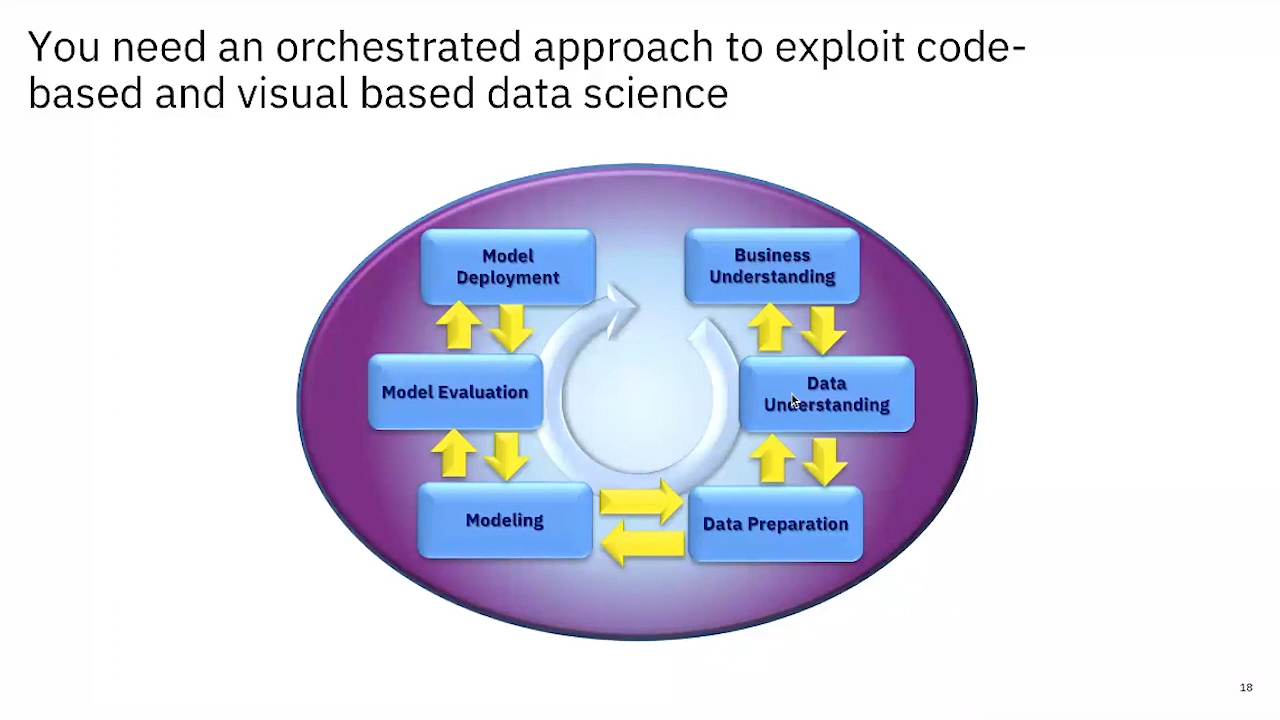 You need an orchestrated approach to exploit code-
based and visual based data science
Model
Deployment
Business
Understanding
Model Evaluation
Data
Understanding
Modeling
Data Preparation
18